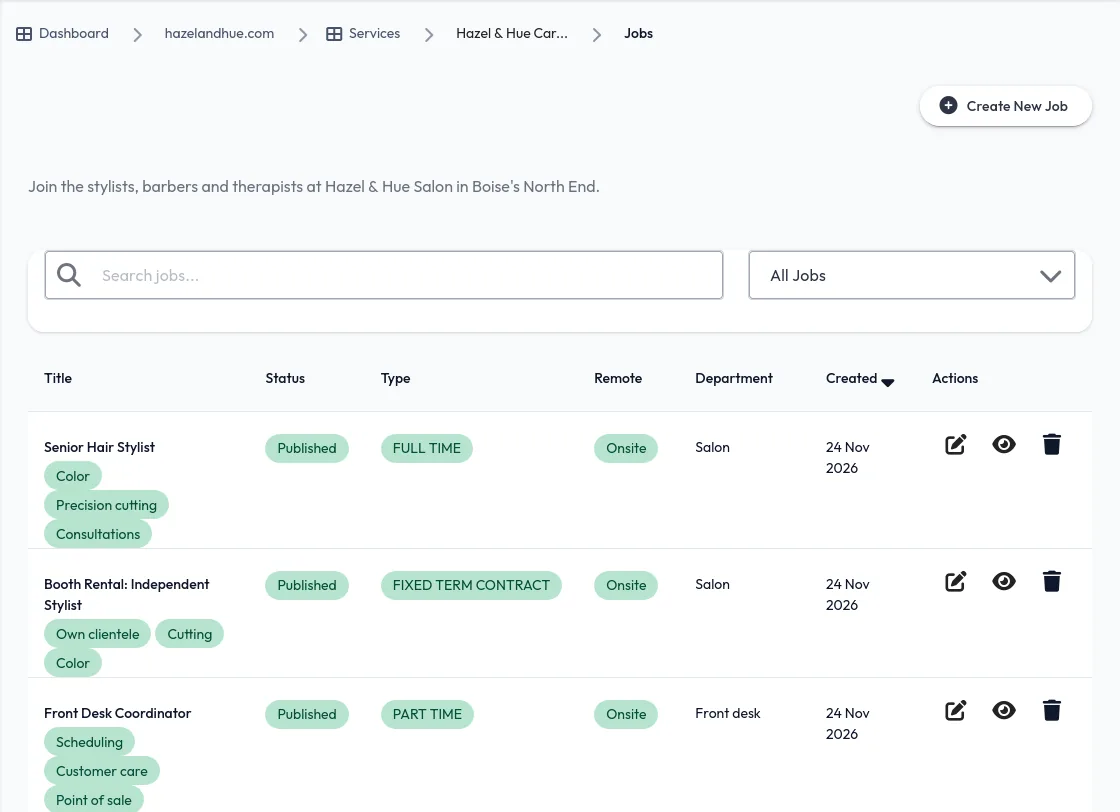 Dashboard hazelandhue.com Services Hazel & Hue Car... Jobs
Create New Job
Join the stylists, barbers and therapists at Hazel & Hue Salon in Boise's North End.
Search jobs... All Jobs
Title Status Type Remote Department Created Actions
Senior Hair Stylist Published FULL TIME Onsite Salon 24 Nov
2026
Color
Precision cutting
Consultations
Booth Rental: Independent Published FIXED TERM CONTRACT Onsite Salon 24 Nov
Stylist 2026
Own clientele Cutting
Color
Front Desk Coordinator Published PART TIME Onsite Front desk 24 Nov
2026
Scheduling
Customer care
Point of sale